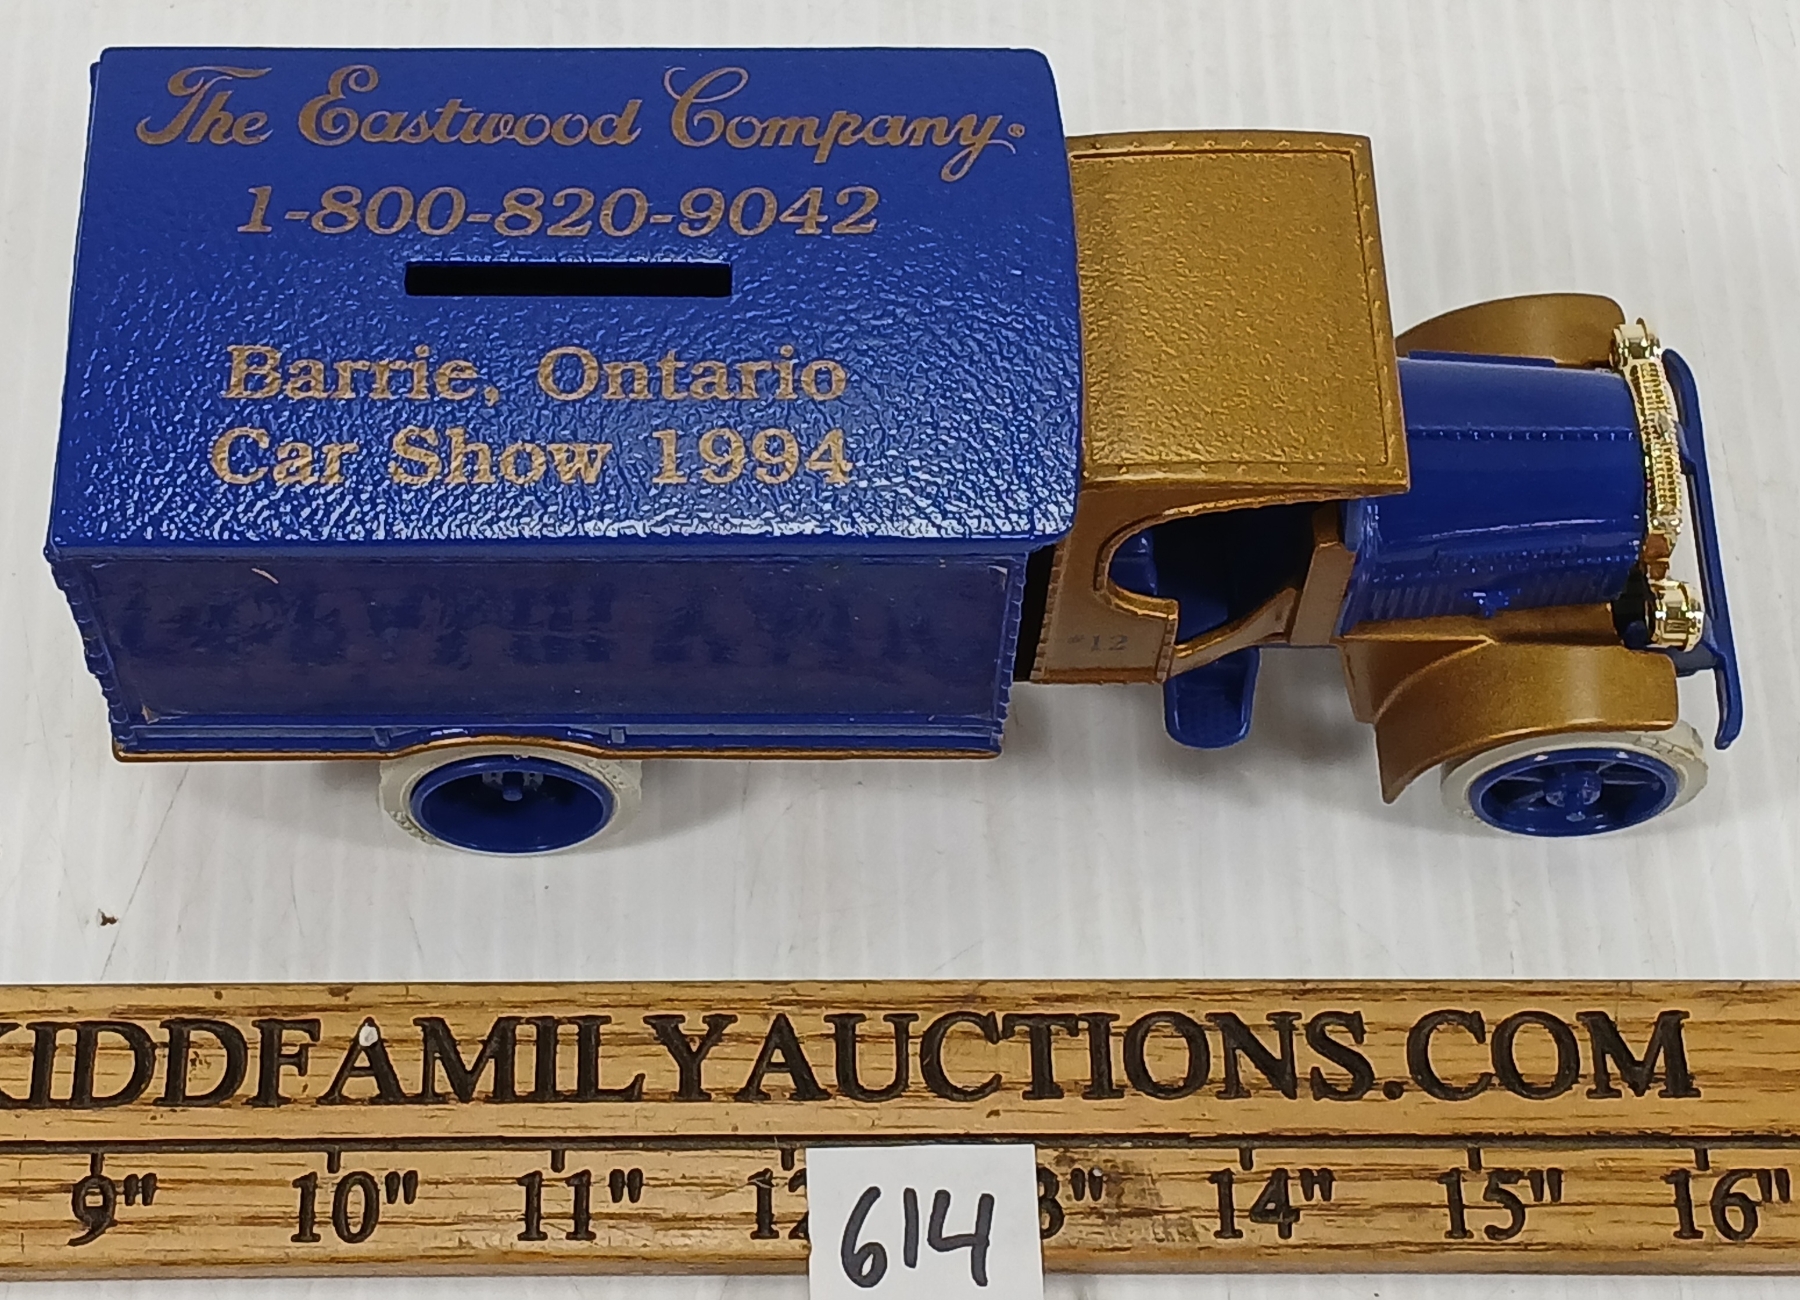 The Eastwood Company®
1-800-820-9042
Barrie, Ontario
Car Show 1994
#12
KIDDFAMILYAUCTIONS.COM
9" 10" 11" 14" 15" 16"
614